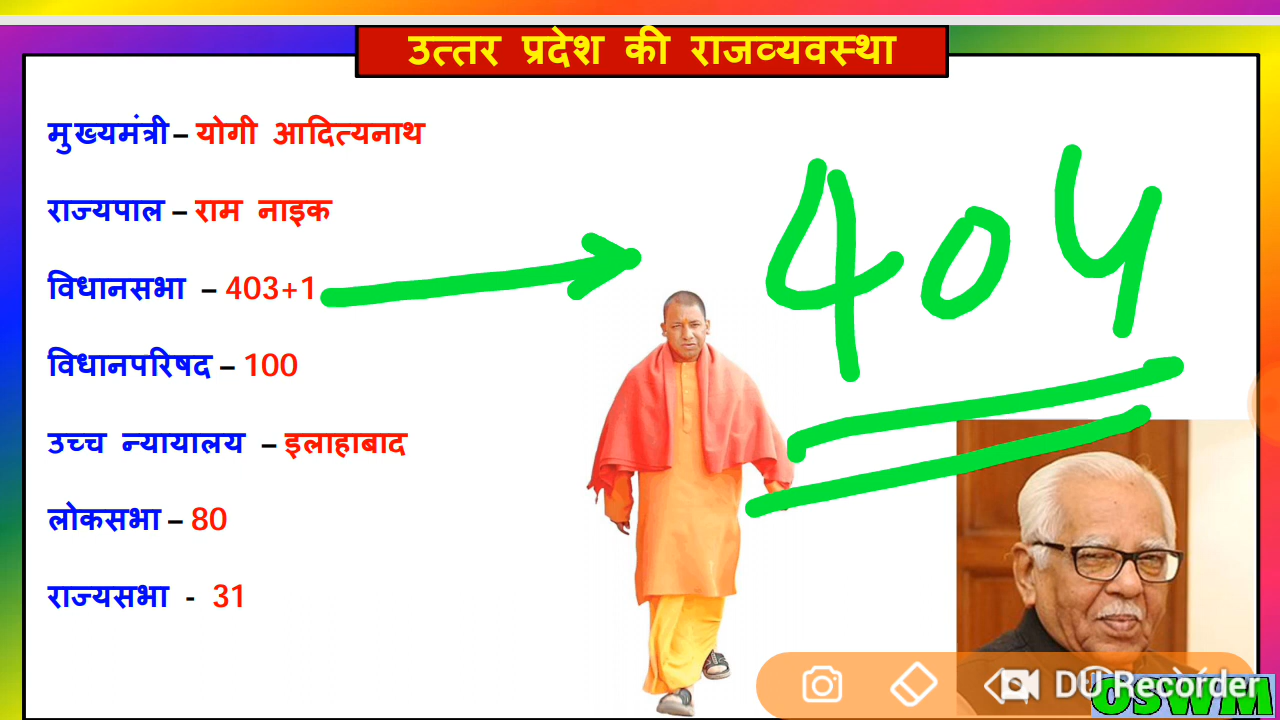 उत्तर प्रदेश की राजव्यवस्था
मुख्यमंत्री – योगी आदित्यनाथ
राज्यपाल – राम नाइक
विधानसभा – 403+1
404
विधानपरिषद – 100
उच्च न्यायालय – इलाहाबाद
लोकसभा – 80
राज्यसभा - 31
DU Recorder
OSWM